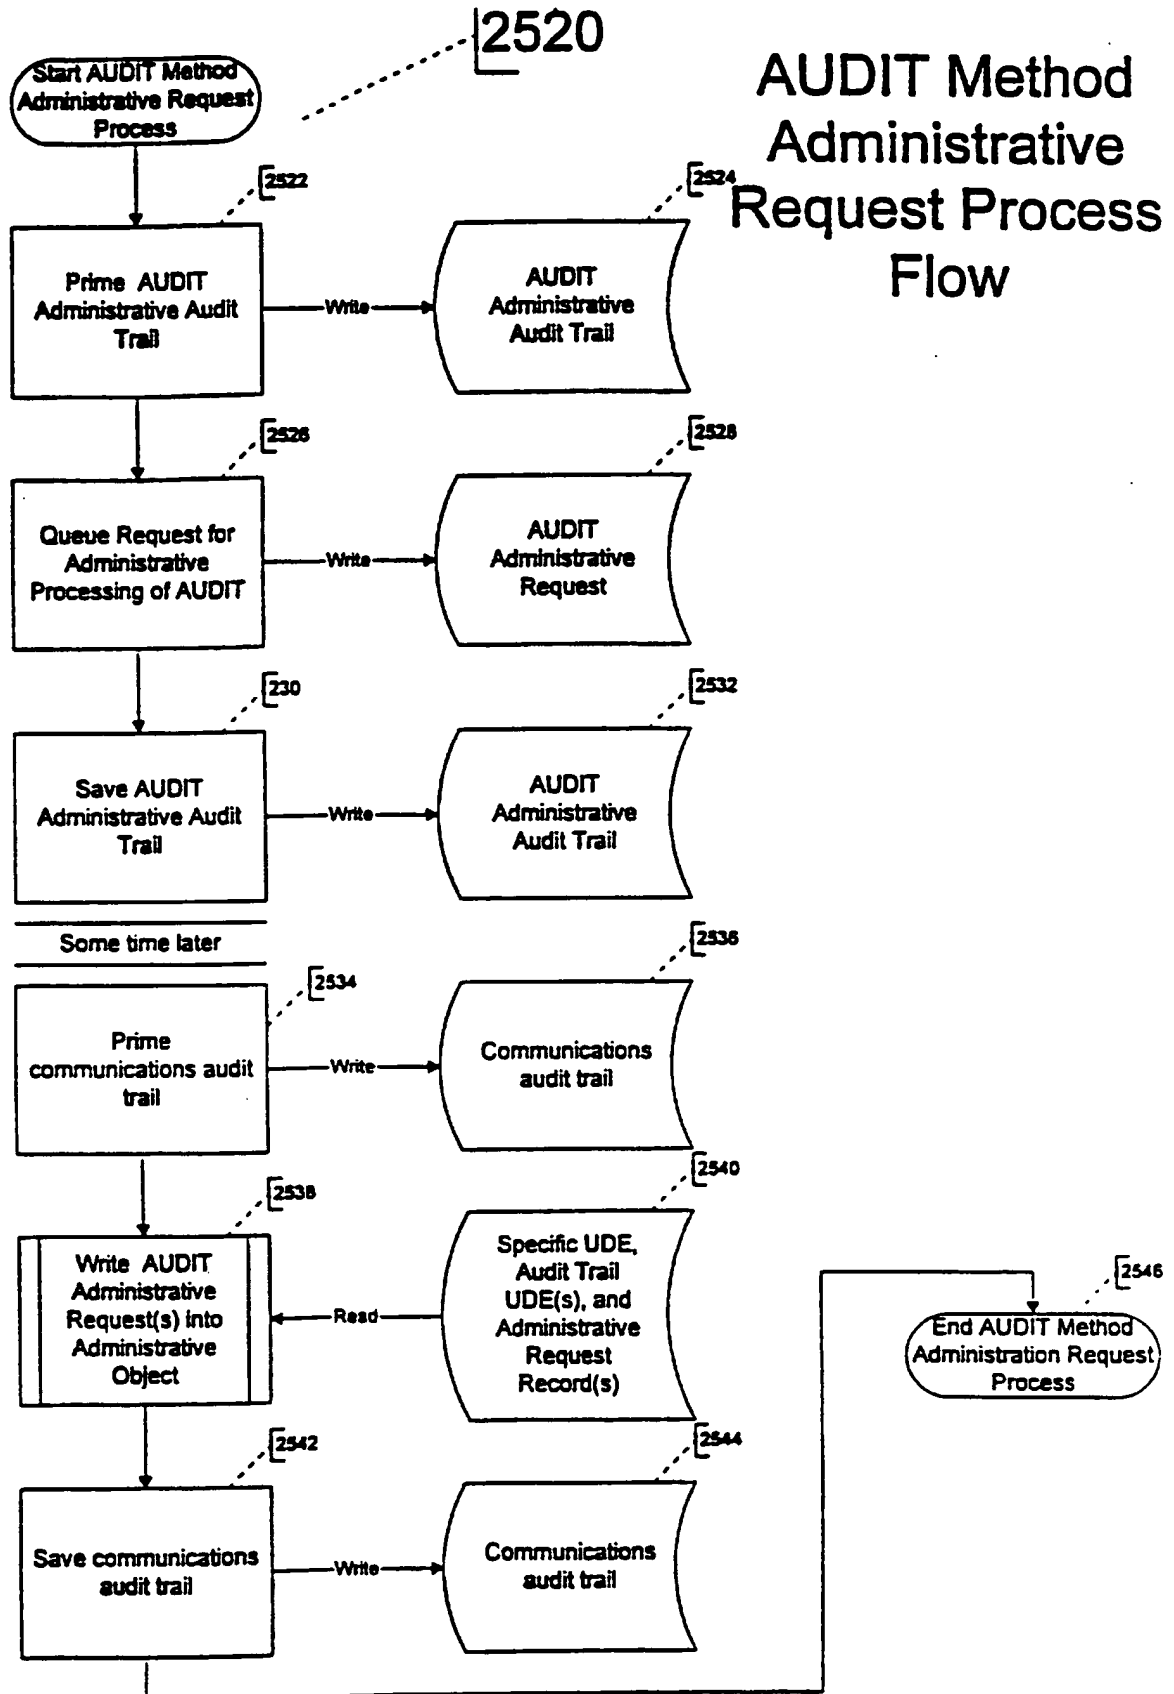 2520
AUDIT Method
Administrative
Request Process
Flow
Start AUDIT Method
Administrative Request
Process
2522
2524
Prime AUDIT
Administrative Audit
Trail
Write
AUDIT
Administrative
Audit Trail
2526
2528
Queue Request for
Administrative
Processing of AUDIT
Write
AUDIT
Administrative
Request
230
2532
Save AUDIT
Administrative Audit
Trail
Write
AUDIT
Administrative
Audit Trail
Some time later
2534
2536
Prime
communications audit
trail
Write
Communications
audit trail
2538
2540
Write AUDIT
Administrative
Request(s) into
Administrative
Object
Read
Specific UDE,
Audit Trail
UDE(s), and
Administrative
Request
Record(s)
2546
End AUDIT Method
Administration Request
Process
2542
2544
Save communications
audit trail
Write
Communications
audit trail